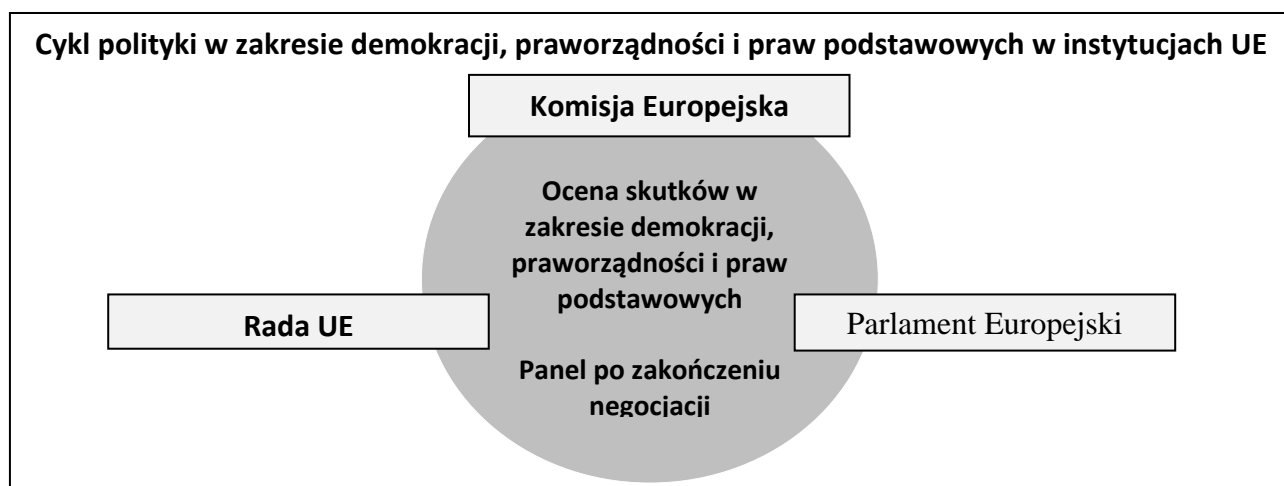 Cykl polityki w zakresie demokracji, praworządności i praw podstawowych w instytucjach UE
Komisja Europejska
Ocena skutków w
zakresie demokracji,
praworządności i praw
podstawowych
Rada UE
Parlament Europejski
Panel po zakończeniu
negocjacji